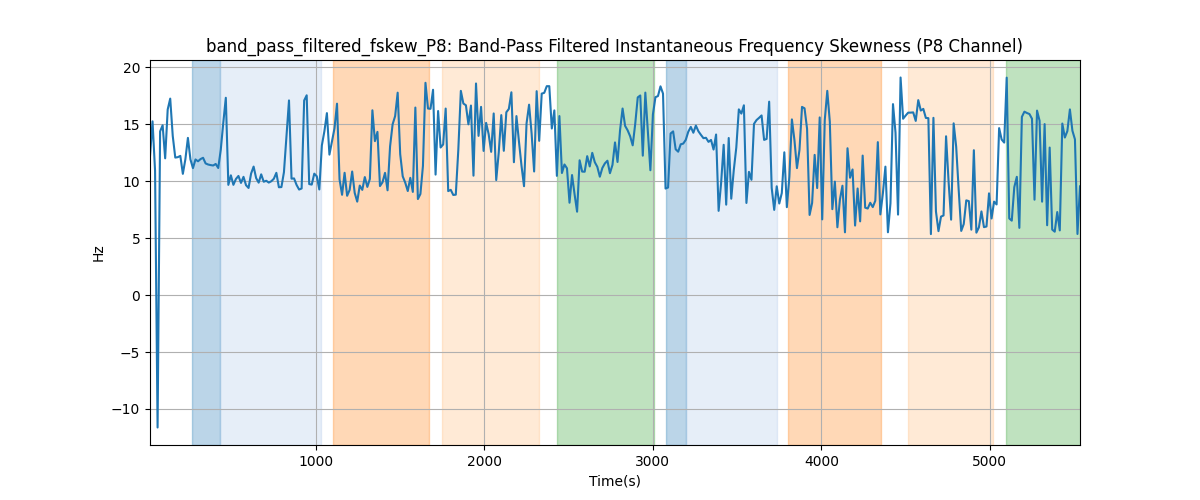 band_pass_filtered_fskew_P8: Band-Pass Filtered Instantaneous Frequency Skewness (P8 Channel)
20
15
10
5
0
−5
−10
Hz
1000 2000 3000 4000 5000
Time(s)